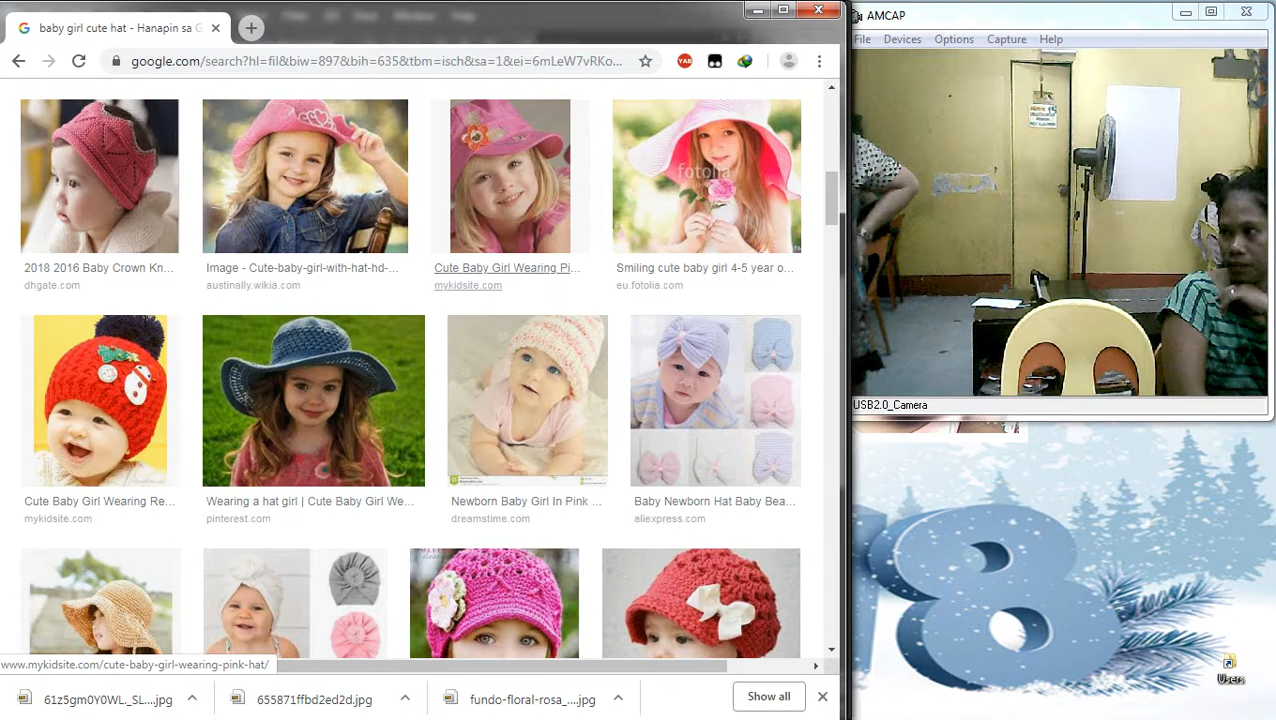 baby girl cute hat - Hanapin sa G
google.com/search?hl=fil&biw=897&bih=635&tbm=isch&sa=1&ei=6mLeW7vRKo...
YAB
fotolia
2018 2016 Baby Crown Kn...
dhgate.com
Image - Cute-baby-girl-with-hat-hd-...
austinally.wikia.com
Cute Baby Girl Wearing Pi...
mykidsite.com
Smiling cute baby girl 4-5 year o...
eu.fotolia.com
Cute Baby Girl Wearing Re...
mykidsite.com
Wearing a hat girl | Cute Baby Girl We...
pinterest.com
Newborn Baby Girl In Pink ...
dreamstime.com
Baby Newborn Hat Baby Bea...
aliexpress.com
www.mykidsite.com/cute-baby-girl-wearing-pink-hat/
61z5gm0Y0WL._SL....jpg
655871ffbd2ed2d.jpg
fundo-floral-rosa_....jpg
Show all
AMCAP
File Devices Options Capture Help
USB2.0_Camera
8
Users